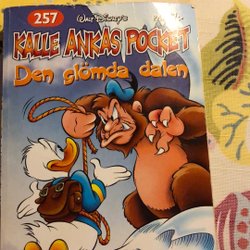 257
Walt Disney's
KALLE ANKAS POCKET
Den glömda dalen